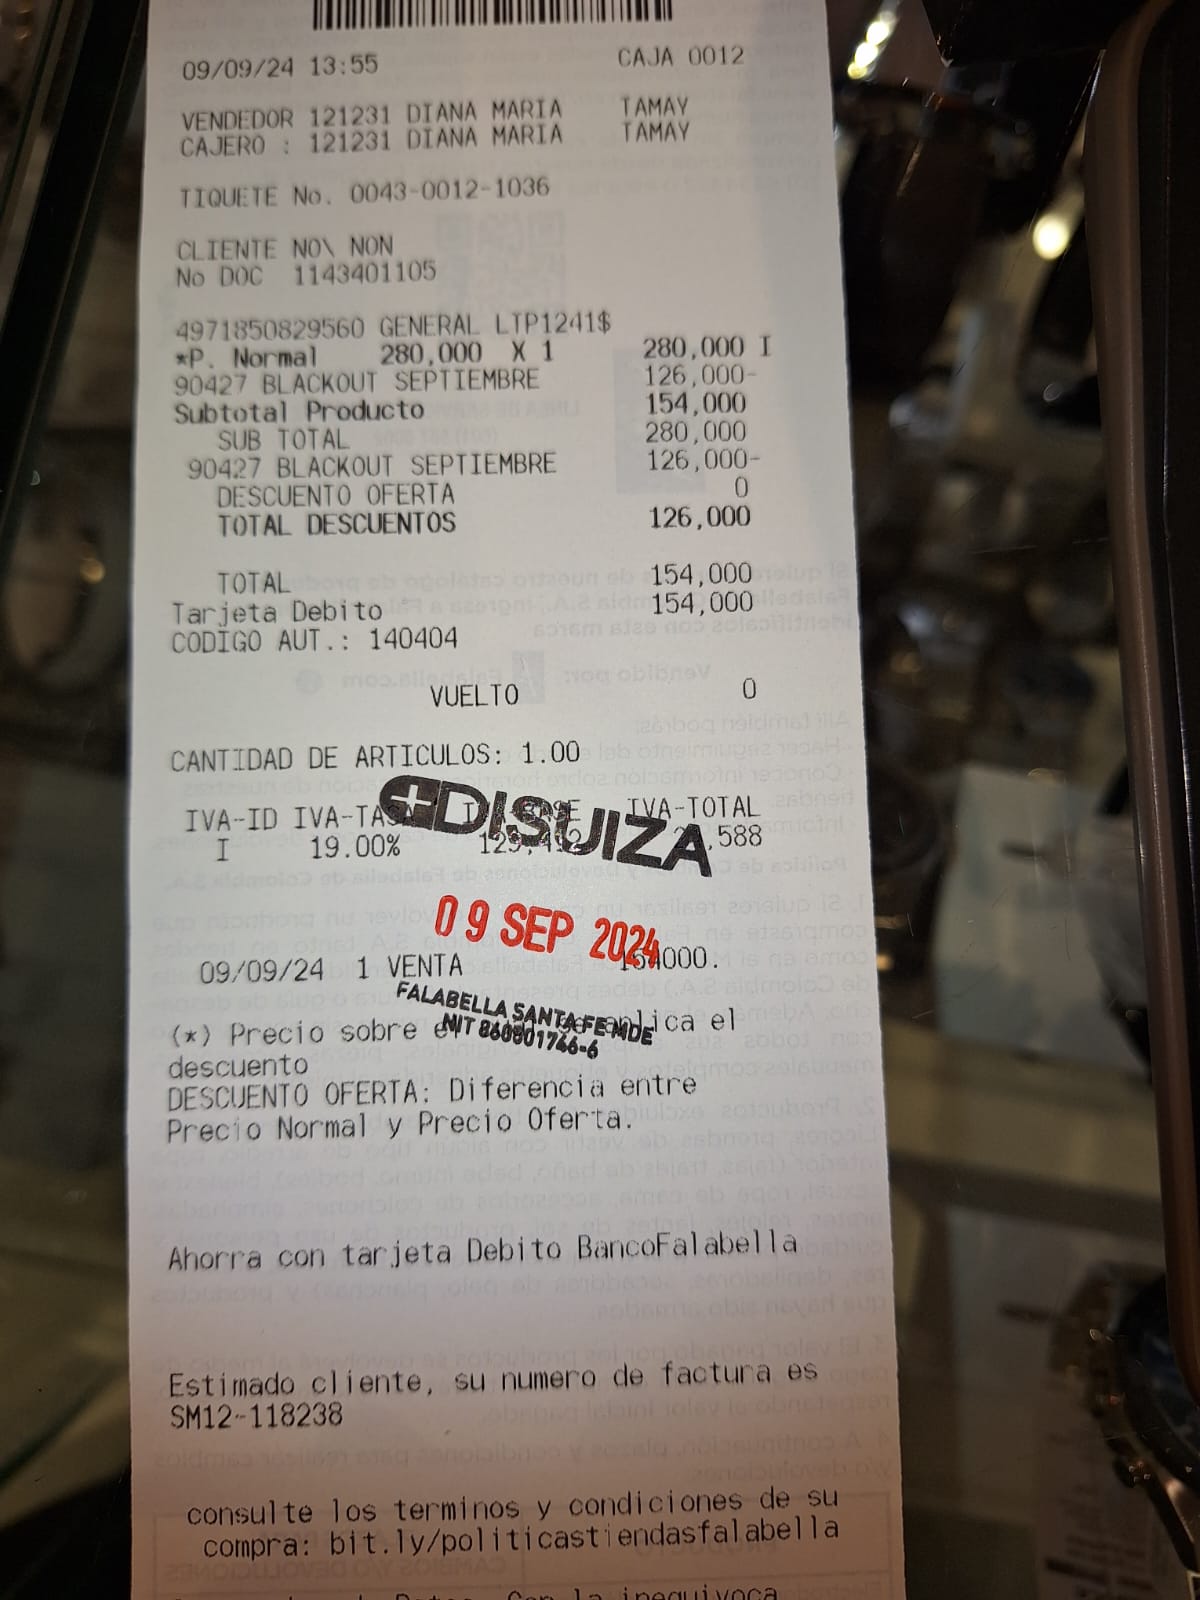 09/09/24 13:55 CAJA 0012
VENDEDOR 121231 DIANA MARIA TAMAY
CAJERO : 121231 DIANA MARIA TAMAY
TIQUETE No. 0043-0012-1036
CLIENTE NO\ NON
No DOC 1143401105
4971850829560 GENERAL LTP1241$
*P. Normal 280,000 X 1 280,000 I
90427 BLACKOUT SEPTIEMBRE 126,000-
Subtotal Producto 154,000
SUB TOTAL 280,000
90427 BLACKOUT SEPTIEMBRE 126,000-
DESCUENTO OFERTA 0
TOTAL DESCUENTOS 126,000
TOTAL 154,000
Tarjeta Debito 154,000
CODIGO AUT.: 140404
VUELTO 0
CANTIDAD DE ARTICULOS: 1.00
DISUIZA
IVA-ID IVA-TOTAL
I 19.00%
09 SEP 2024
09/09/24 1 VENTA
FALABELLA SANTA FE MDE
NIT 860801746-6
(*) Precio sobre el
descuento
DESCUENTO OFERTA: Diferencia entre
Precio Normal y Precio Oferta.
Ahorra con tarjeta Debito BancoFalabella
Estimado cliente, su numero de factura es
SM12-118238
consulte los terminos y condiciones de su
compra: bit.ly/politicastiendasfalabella